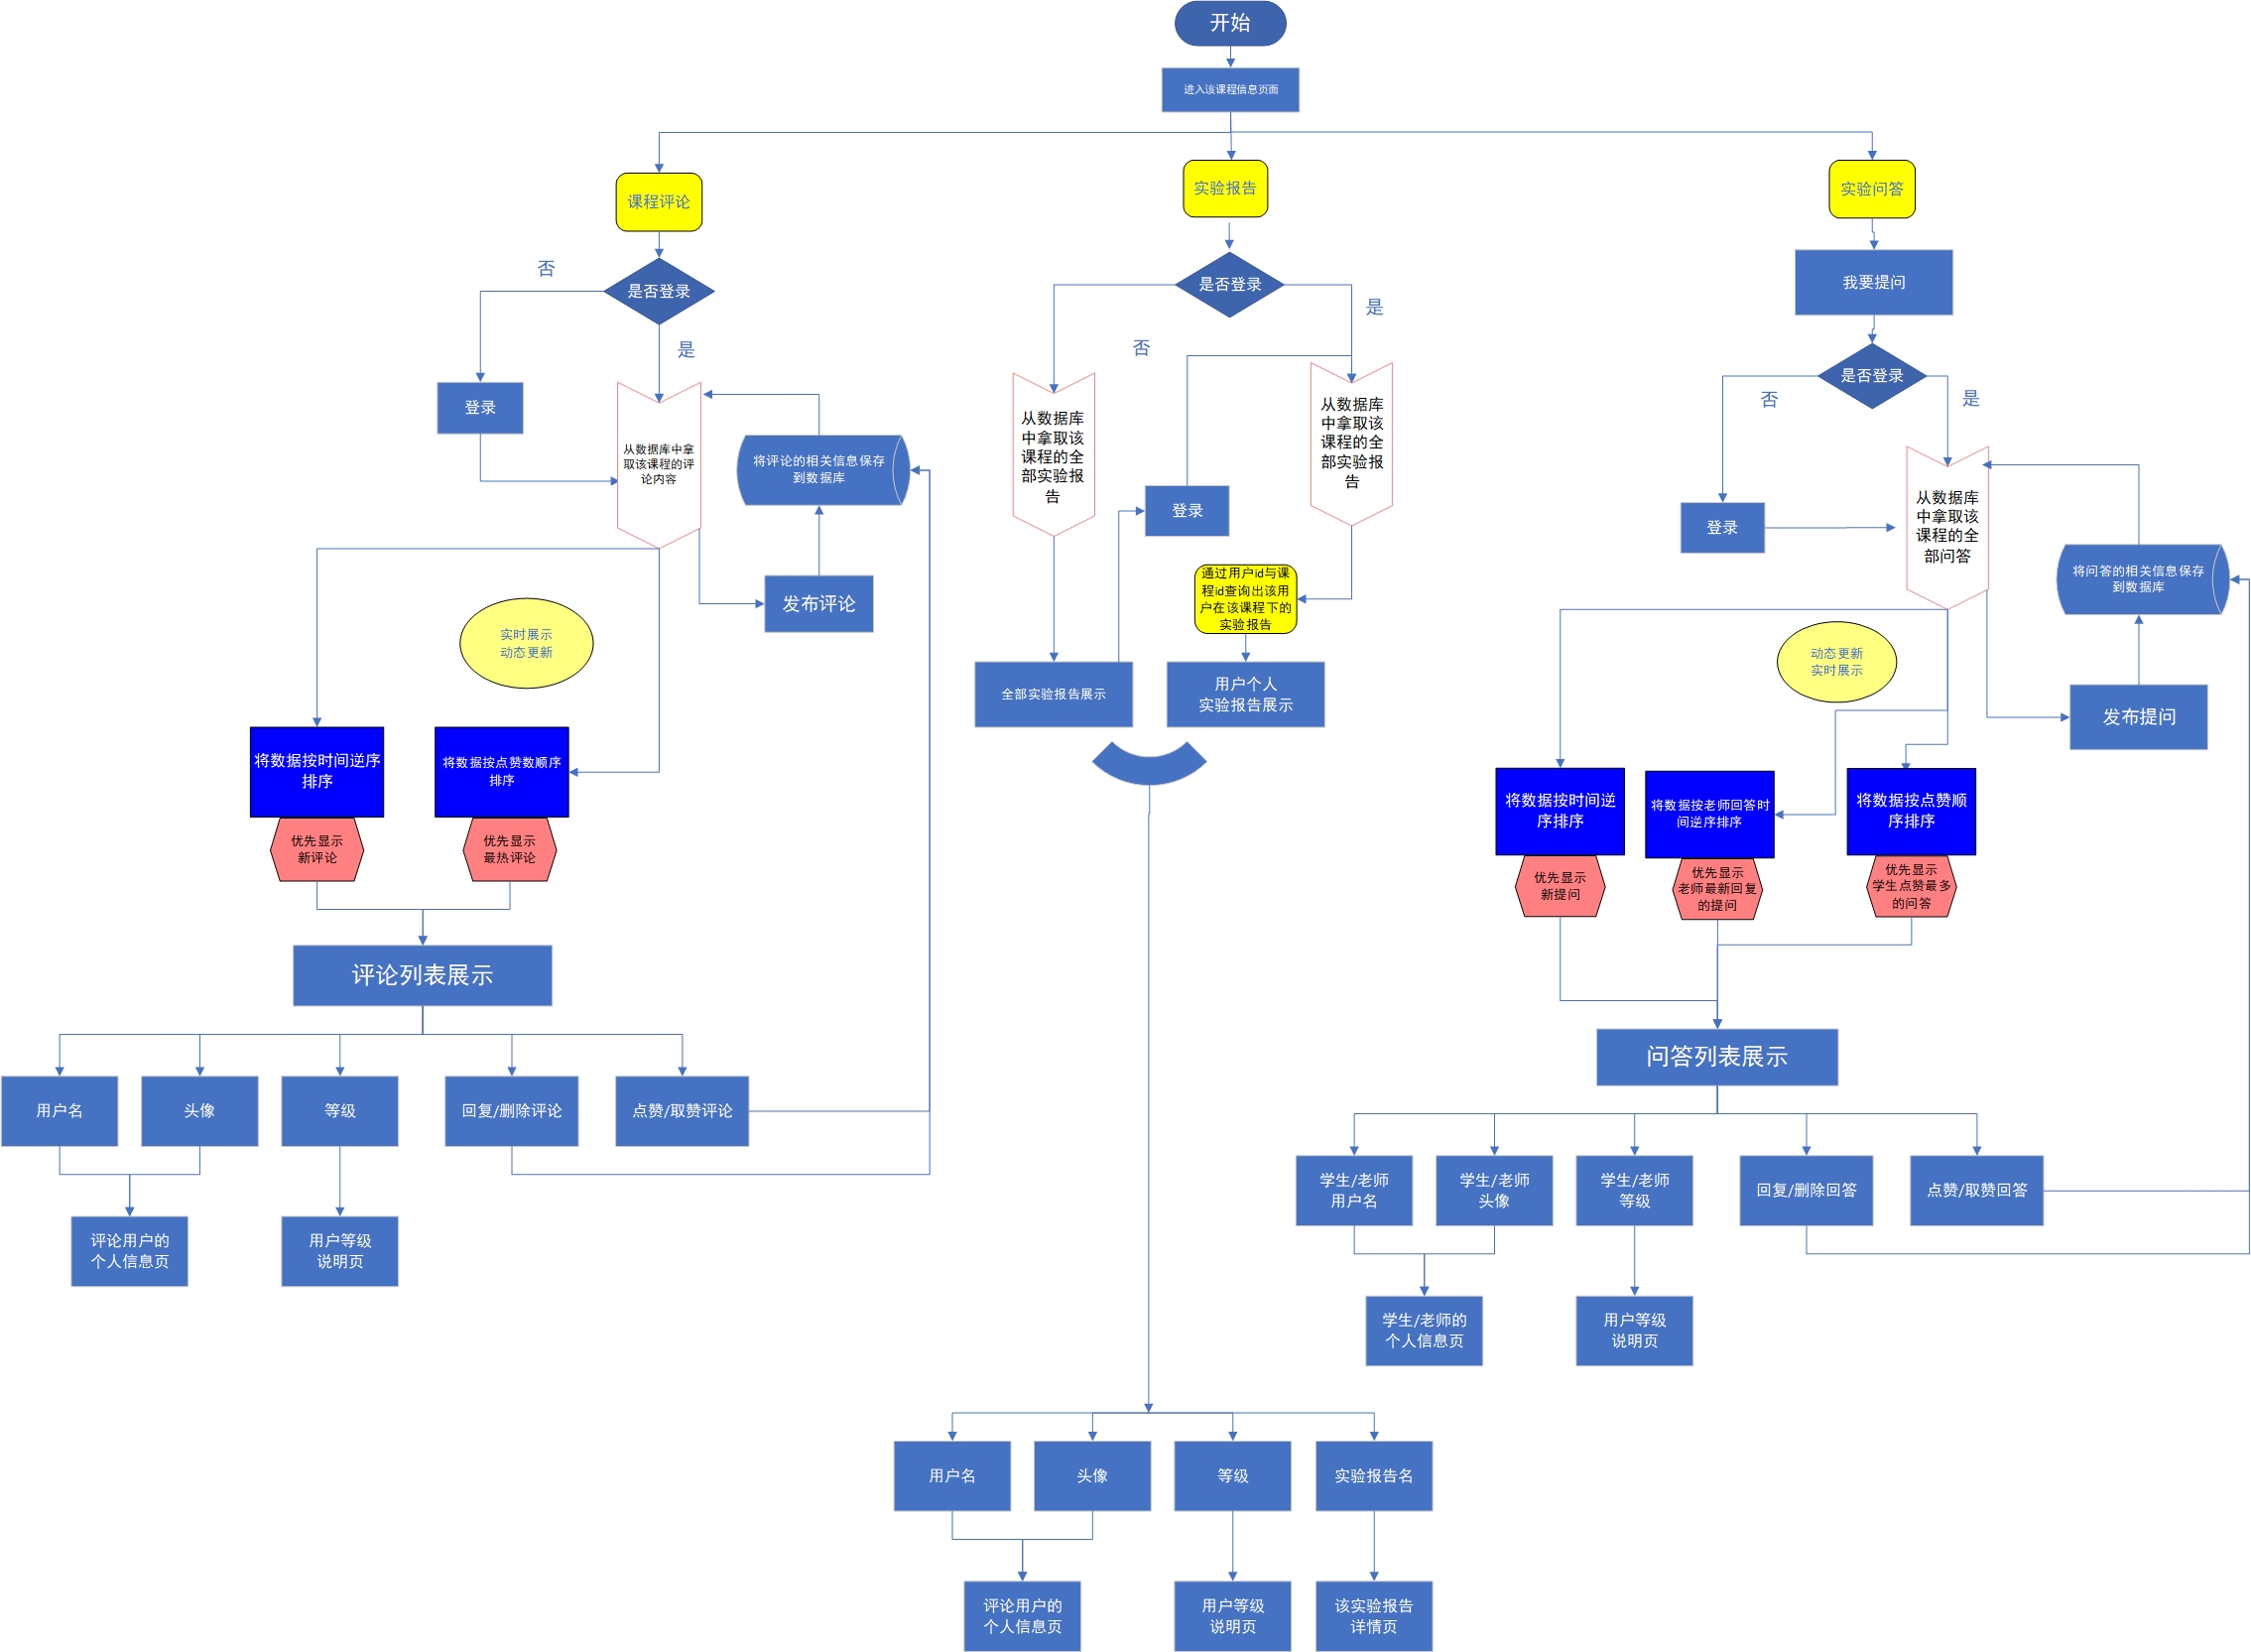 开始
进入该课程信息页面
课程评论
实验报告
实验问答
否
是否登录
是
登录
从数据库中拿
取该课程的评
论内容
将评论的相关信息保存
到数据库
发布评论
实时展示
动态更新
将数据按时间逆序
排序
将数据按点赞数顺序
排序
优先显示
新评论
优先显示
最热评论
评论列表展示
用户名
头像
等级
回复/删除评论
点赞/取赞评论
评论用户的
个人信息页
用户等级
说明页
是否登录
是
否
从数据库
中拿取该
课程的全
部实验报
告
从数据库
中拿取该
课程的全
部实验报
告
登录
通过用户id与课
程id查询出该用
户在该课程下的
实验报告
全部实验报告展示
用户个人
实验报告展示
用户名
头像
等级
实验报告名
评论用户的
个人信息页
用户等级
说明页
该实验报告
详情页
我要提问
是否登录
否
是
登录
从数据库
中拿取该
课程的全
部问答
将问答的相关信息保存
到数据库
发布提问
动态更新
实时展示
将数据按时间逆
序排序
将数据按老师回答时
间逆序排序
将数据按点赞顺
序排序
优先显示
新提问
优先显示
老师最新回复
的提问
优先显示
学生点赞最多
的问答
问答列表展示
学生/老师
用户名
学生/老师
头像
学生/老师
等级
回复/删除回答
点赞/取赞回答
学生/老师的
个人信息页
用户等级
说明页